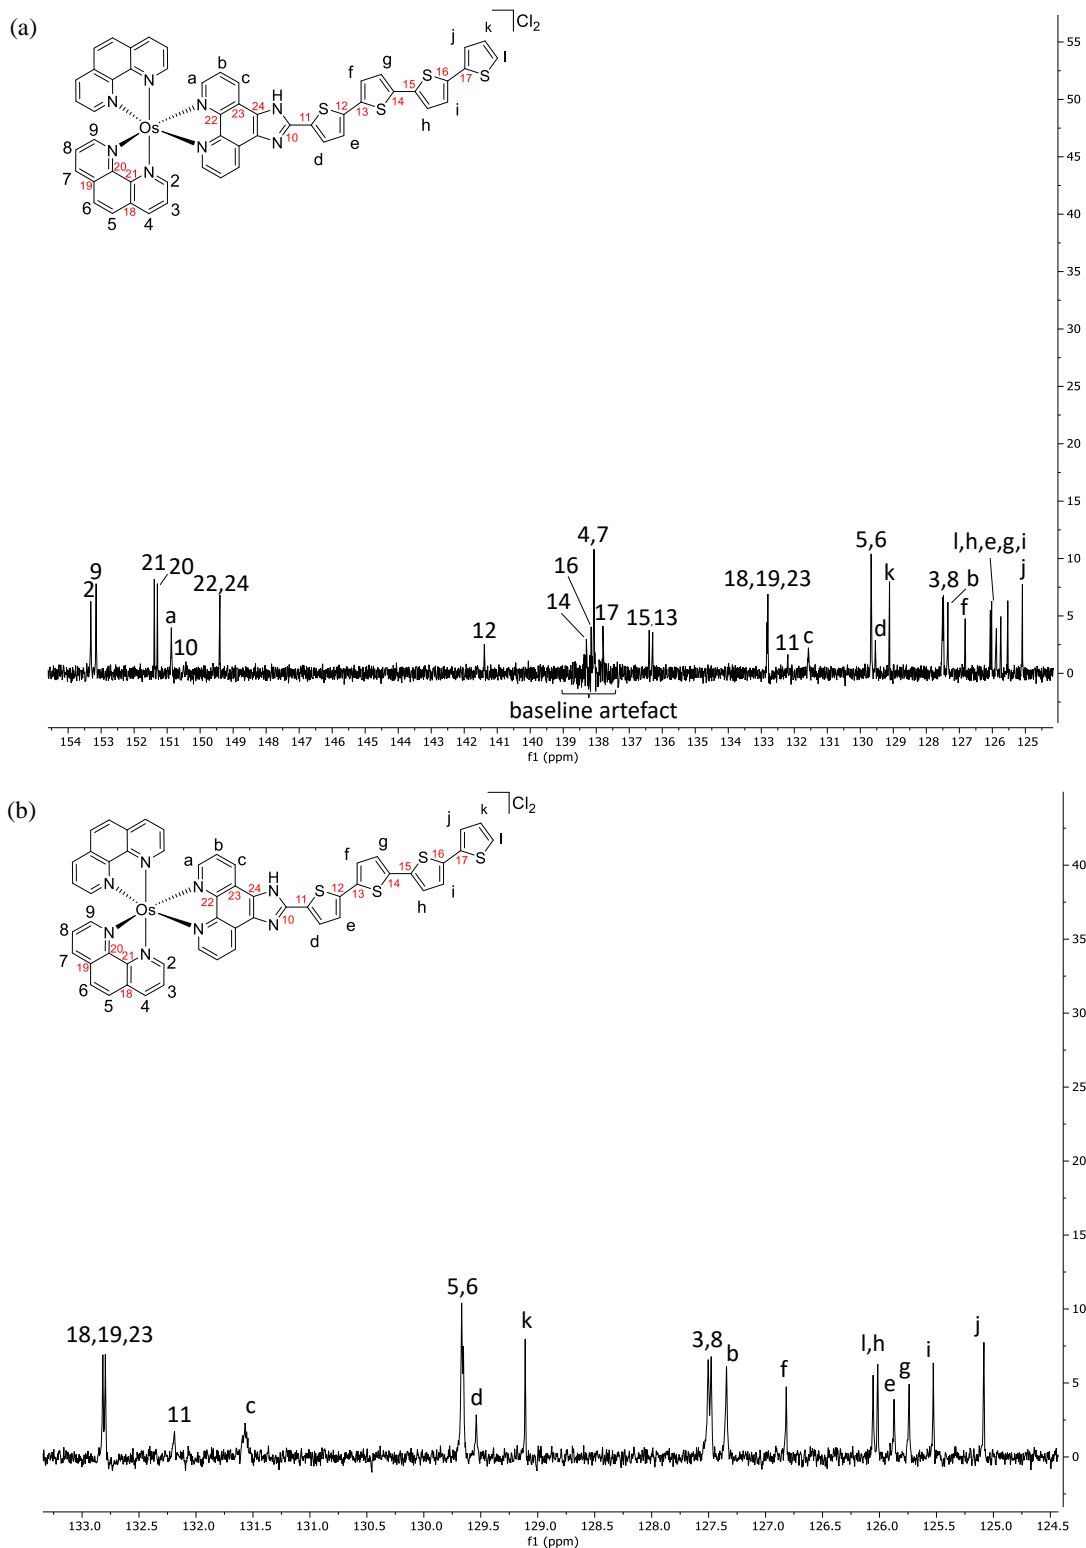 (a)
Cl2
j k l
f g S 16 17 S
a b c 15
N N 24 H N S 12 13 S 14 h i
23 11
Os N 22 N 10 d e
9 N
8 N 20 N 21 2
7 19
6 5 18 4 3
55
50
45
40
35
30
25
20
15
10
5
0
4,7
5,6 l,h,e,g,i
9 21 20 16 18,19,23 k 3,8 b j
2 a 22,24 14 17 15,13 d f
10 12 11 c
baseline artefact
154 153 152 151 150 149 148 147 146 145 144 143 142 141 140 139 138 137 136 135 134 133 132 131 130 129 128 127 126 125
f1 (ppm)
(b)
Cl2
j k l
f g S 16 17 S
a b c 15
N N 24 H N S 12 13 S 14 h i
23 11
Os N 22 N 10 d e
9 N
8 N 20 N 21 2
7 19
6 5 18 4 3
40
35
30
25
20
15
10
5
0
5,6
18,19,23 k 3,8 l,h j
11 c d b f e g i
133.0 132.5 132.0 131.5 131.0 130.5 130.0 129.5 129.0 128.5 128.0 127.5 127.0 126.5 126.0 125.5 125.0 124.5
f1 (ppm)